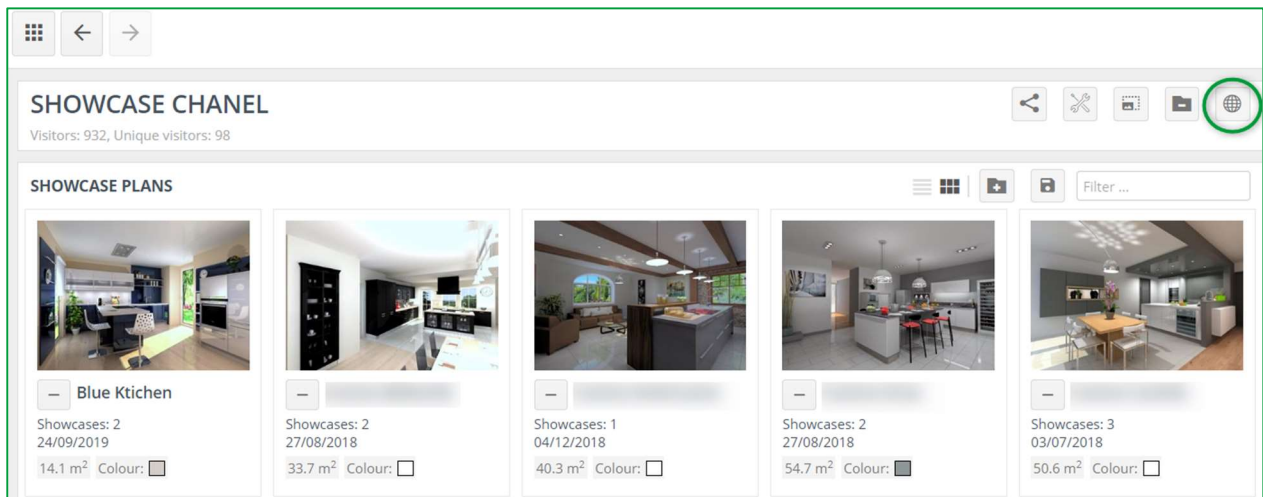 SHOWCASE CHANEL
Visitors: 932, Unique visitors: 98
SHOWCASE PLANS
Filter ...
Blue Ktichen
Showcases: 2
24/09/2019
14.1 m² Colour:
Showcases: 2
27/08/2018
33.7 m² Colour:
Showcases: 1
04/12/2018
40.3 m² Colour:
Showcases: 2
27/08/2018
54.7 m² Colour:
Showcases: 3
03/07/2018
50.6 m² Colour: